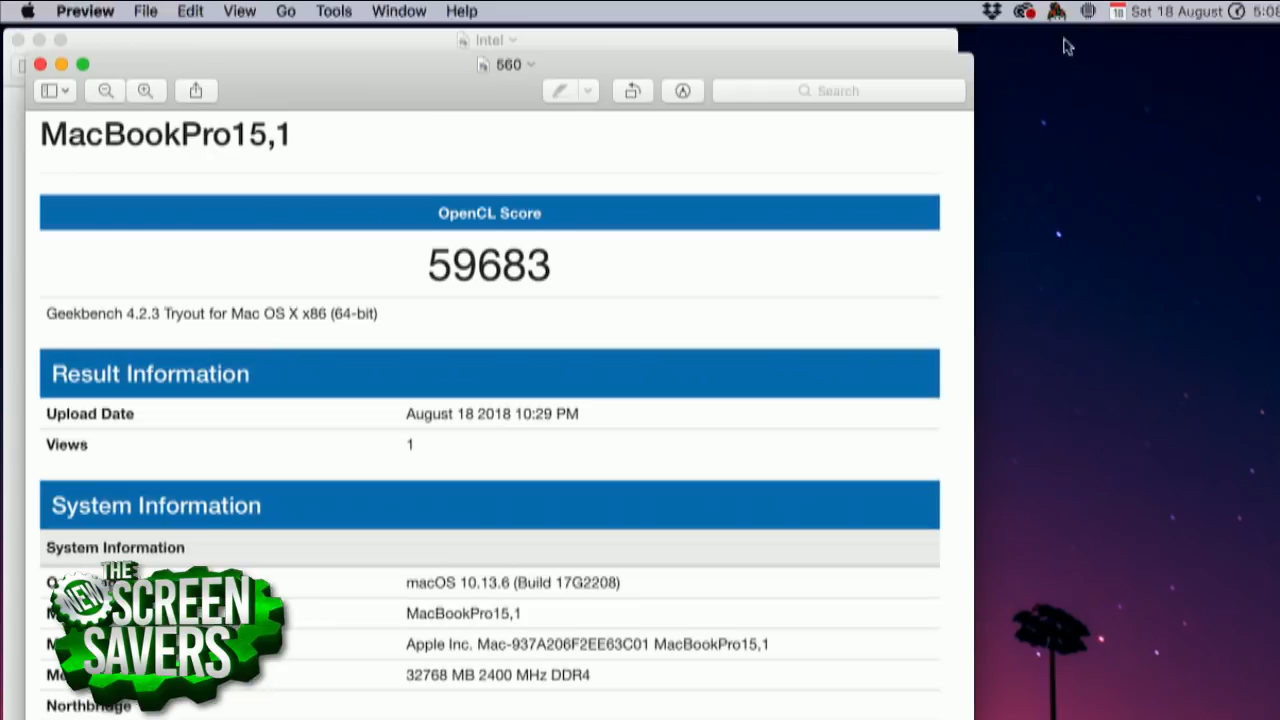 Preview File Edit View Go Tools Window Help 18 Sat 18 August 5:08
Intel
560
Search
MacBookPro15,1
OpenCL Score
59683
Geekbench 4.2.3 Tryout for Mac OS X x86 (64-bit)
Result Information
Upload Date August 18 2018 10:29 PM
Views 1
System Information
System Information
macOS 10.13.6 (Build 17G2208)
MacBookPro15,1
Apple Inc. Mac-937A206F2EE63C01 MacBookPro15,1
32768 MB 2400 MHz DDR4
Northbridge
THE
NEW SCREEN
SAVERS